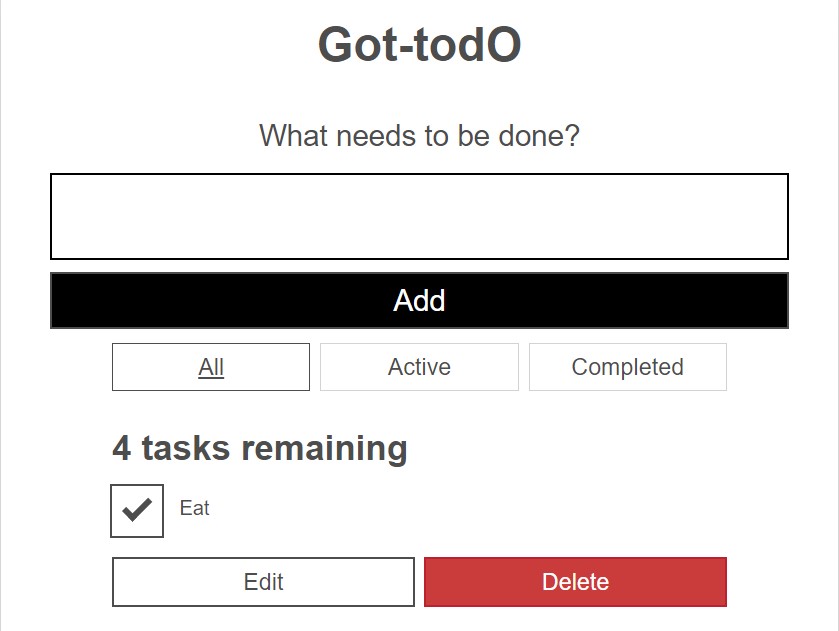 Got-todO
What needs to be done?
Add
All Active Completed
4 tasks remaining
Eat
Edit Delete